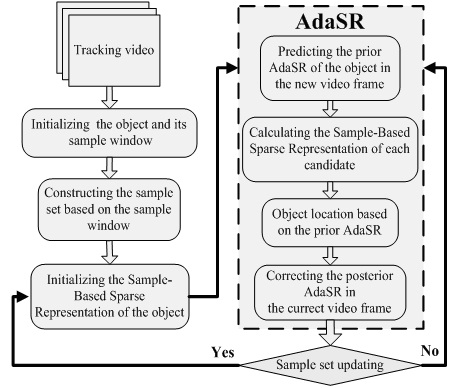 Tracking video
Initializing the object and its
sample window
Constructing the sample
set based on the sample
window
Initializing the Sample-
Based Sparse
Representation of the object
AdaSR
Predicting the prior
AdaSR of the object in
the new video frame
Calculating the Sample-Based
Sparse Representation of each
candidate
Object location based
on the prior AdaSR
Correcting the posterior
AdaSR in
the currect video frame
Yes
Sample set updating
No